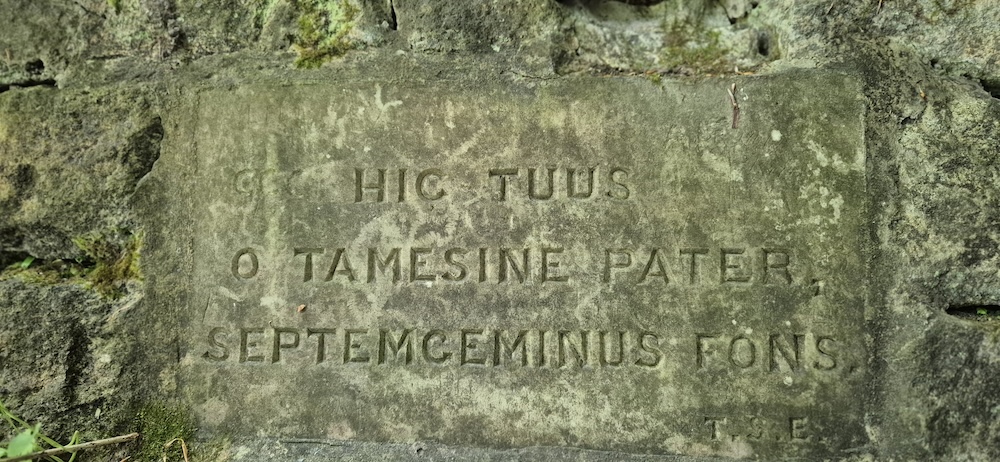 HIC TUUS
O TAMESINE PATER,
SEPTEMGEMINUS FONS.
T.S.E.